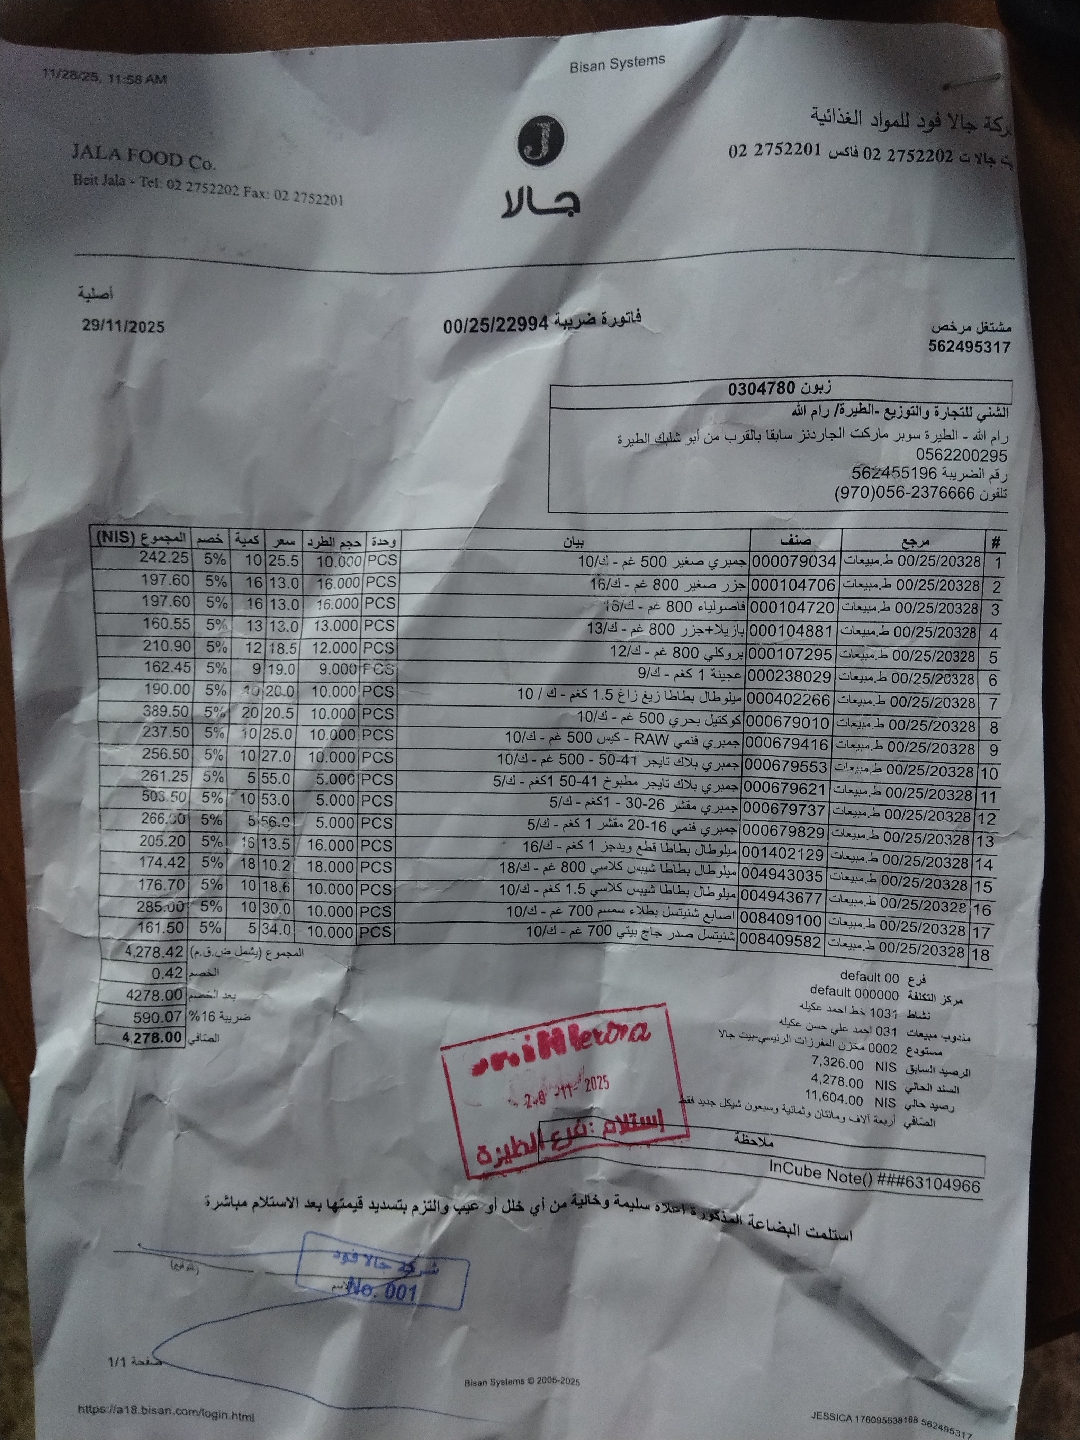 11/28/25, 11:58 AM
Bisan Systems
JALA FOOD Co.
Beit Jala - Tel: 02 2752202 Fax: 02 2752201
J
جالا
ركة جالا فود للمواد الغذائية
ت جالا ت 2752202 02 فاكس 2752201 02
أصلية
29/11/2025
فاتورة ضريبة 00/25/22994
مشتغل مرخص
562495317
زبون 0304780
الشني للتجارة والتوزيع -الطيرة/ رام الله
رام الله - الطيرة سوبر ماركت الجاردنز سابقا بالقرب من أبو شلبك الطيرة
0562200295
رقم الضريبة 562455196
تلفون 2376666-056(970)
# مرجع صنف بيان وحدة حجم الطرد سعر كمية خصم المجموع (NIS)
1 00/25/20328 ط.مبيعات 000079034 جمبري صغير 500 غم - ك/10 PCS 10.000 25.5 10 5% 242.25
2 00/25/20328 ط.مبيعات 000104706 جزر صغير 800 غم - ك/16 PCS 16.000 13.0 16 5% 197.60
3 00/25/20328 ط.مبيعات 000104720 فاصولياء 800 غم - ك/16 PCS 16.000 13.0 16 5% 197.60
4 00/25/20328 ط.مبيعات 000104881 بازيلا+جزر 800 غم - ك/13 PCS 13.000 13.0 13 5% 160.55
5 00/25/20328 ط.مبيعات 000107295 بروكلي 800 غم - ك/12 PCS 12.000 18.5 12 5% 210.90
6 00/25/20328 ط.مبيعات 000238029 عجينة 1 كغم - ك/9 PCS 9.000 19.0 9 5% 162.45
7 00/25/20328 ط.مبيعات 000402266 ميلوطال بطاطا زيغ زاغ 1.5 كغم - ك / 10 PCS 10.000 20.0 10 5% 190.00
8 00/25/20328 ط.مبيعات 000679010 كوكتيل بحري 500 غم - ك/10 PCS 10.000 20.5 20 5% 389.50
9 00/25/20328 ط.مبيعات 000679416 جمبري فنمي RAW - كيس 500 غم - ك/10 PCS 10.000 25.0 10 5% 237.50
10 00/25/20328 ط.مبيعات 000679553 جمبري بلاك تايجر 41-50 - 500 غم - ك/10 PCS 10.000 27.0 10 5% 256.50
11 00/25/20328 ط.مبيعات 000679621 جمبري بلاك تايجر مطبوخ 41-50 1كغم - ك/5 PCS 5.000 55.0 5 5% 261.25
12 00/25/20328 ط.مبيعات 000679737 جمبري مقشر 26-30 - 1كغم - ك/5 PCS 5.000 53.0 10 5% 503.50
13 00/25/20328 ط.مبيعات 000679829 جمبري فنمي 16-20 مقشر 1 كغم - ك/5 PCS 5.000 56.0 5 5% 266.00
14 00/25/20328 ط.مبيعات 001402129 ميلوطال بطاطا قطع ويدجز 1 كغم - ك/16 PCS 16.000 13.5 16 5% 205.20
15 00/25/20328 ط.مبيعات 004943035 ميلوطال بطاطا شيبس كلاسي 800 غم - ك/18 PCS 18.000 10.2 18 5% 174.42
16 00/25/20328 ط.مبيعات 004943677 ميلوطال بطاطا شيبس كلاسي 1.5 كغم - ك/10 PCS 10.000 18.6 10 5% 176.70
17 00/25/20328 ط.مبيعات 008409100 اصابع شنيتسل بطلاء سمسم 700 غم - ك/10 PCS 10.000 30.0 10 5% 285.00
18 00/25/20328 ط.مبيعات 008409582 شنيتسل صدر جاج بيتي 700 غم - ك/10 PCS 10.000 34.0 5 5% 161.50
المجموع (يشمل ض.ق.م) 4,278.42
الخصم 0.42
بعد الخصم 4278.00
ضريبة 16% 590.07
الصافي 4,278.00
فرع 00 default
مركز التكلفة 000000 default
نشاط 1031 خط احمد عكيله
مندوب مبيعات 031 احمد علي حسن عكيله
مستودع 0002 مخزن المفرزات الرئيسي-بيت جالا
الرصيد السابق NIS 7,326.00
السند الحالي NIS 4,278.00
رصيد حالي NIS 11,604.00
الصافي أربعة آلاف ومائتان وثمانية وسبعون شيكل جديد فقط
28-11-2025
إستلام : فرع الطيرة
ملاحظة
InCube Note() ###63104966
استلمت البضاعة المذكورة اعلاه سليمة وخالية من أي خلل أو عيب والتزم بتسديد قيمتها بعد الاستلام مباشرة
(توقيع)
شركة جالا فود
No. 001
صفحة 1/1
Bisan Systems © 2006-2025
https://a18.bisan.com/login.html
JESSICA 176095538168 562495317